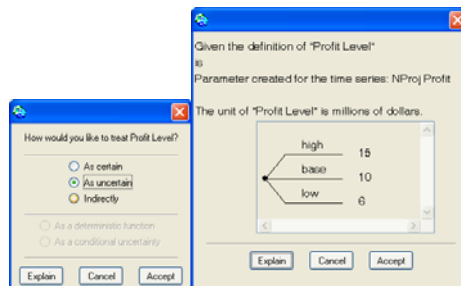 How would you like to treat Profit Level?
As certain
As uncertain
Indirectly
As a deterministic function
As a conditional uncertainty
Explain Cancel Accept
Given the definition of "Profit Level"
is
Parameter created for the time series: NProj Profit
The unit of "Profit Level" is millions of dollars.
high 15
base 10
low 6
Explain Cancel Accept